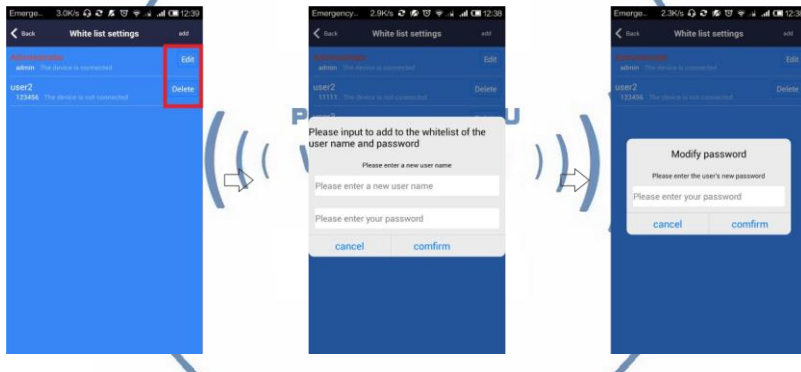 Emerge.. 3.0K/s 12:39
Back White list settings add
Edit
admin The device is connected
user2
123456 The device is not connected
Delete
Emergency.. 2.9K/s 12:38
Back White list settings add
Edit
admin The device is connected
user2
11111 The device is not connected
Delete
Please input to add to the whitelist of the
user name and password
Please enter a new user name
Please enter a new user name
Please enter your password
cancel comfirm
Emerge.. 2.3K/s 12:38
Back White list settings add
Edit
admin The device is connected
user2
123456 The device is not connected
Delete
Modify password
Please enter the user's new password
Please enter your password
cancel comfirm